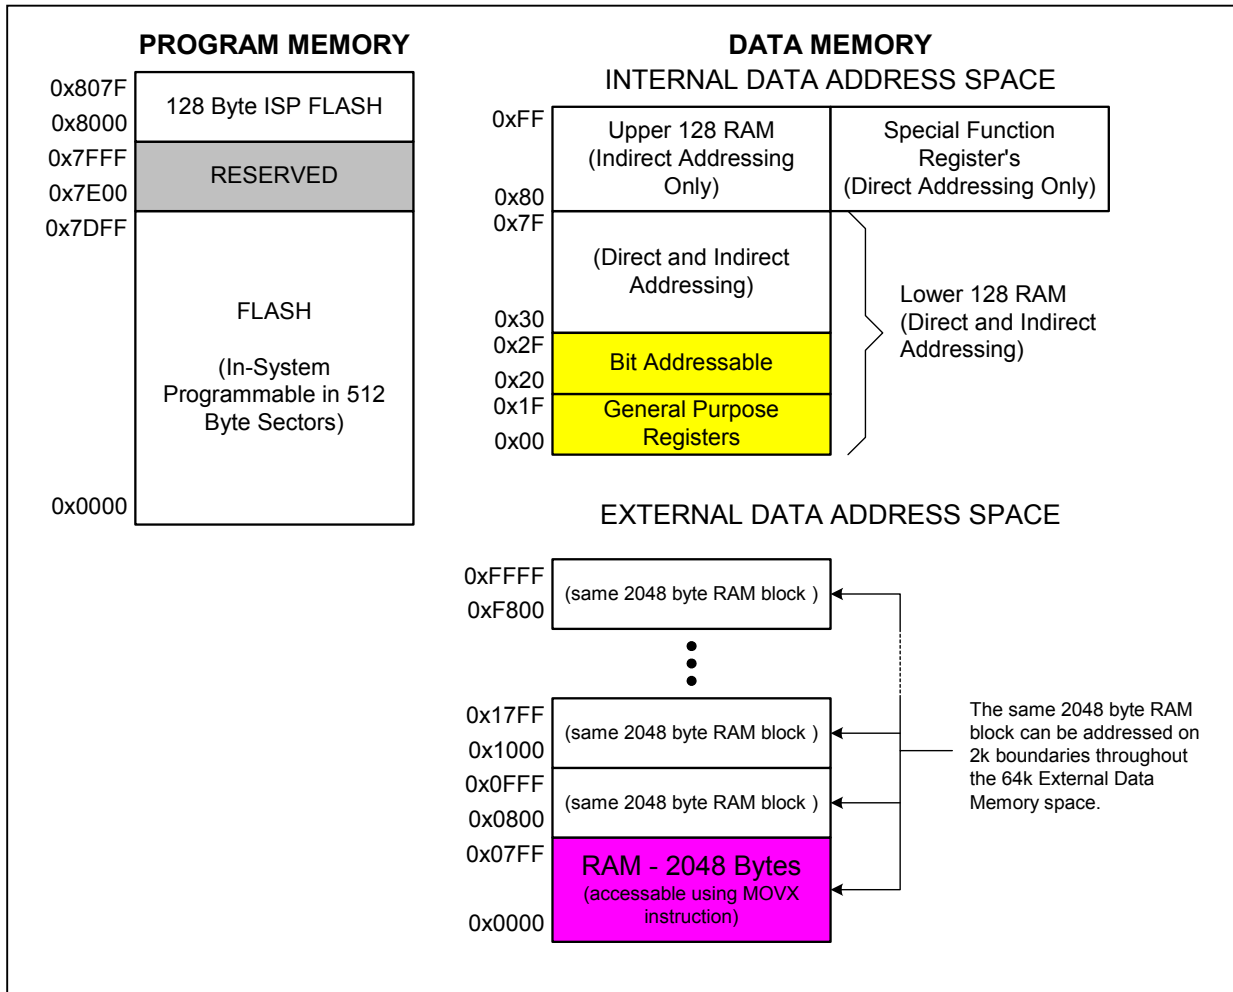 PROGRAM MEMORY
0x807F
0x8000
128 Byte ISP FLASH
0x7FFF
0x7E00
RESERVED
0x7DFF
FLASH
(In-System
Programmable in 512
Byte Sectors)
0x0000
DATA MEMORY
INTERNAL DATA ADDRESS SPACE
0xFF
0x80
Upper 128 RAM
(Indirect Addressing
Only)
Special Function
Register's
(Direct Addressing Only)
0x7F
(Direct and Indirect
Addressing)
0x30
0x2F
Bit Addressable
0x20
0x1F
General Purpose
Registers
0x00
Lower 128 RAM
(Direct and Indirect
Addressing)
EXTERNAL DATA ADDRESS SPACE
0xFFFF
(same 2048 byte RAM block )
0xF800
0x17FF
(same 2048 byte RAM block )
0x1000
0x0FFF
(same 2048 byte RAM block )
0x0800
0x07FF
RAM - 2048 Bytes
(accessable using MOVX
instruction)
0x0000
The same 2048 byte RAM
block can be addressed on
2k boundaries throughout
the 64k External Data
Memory space.